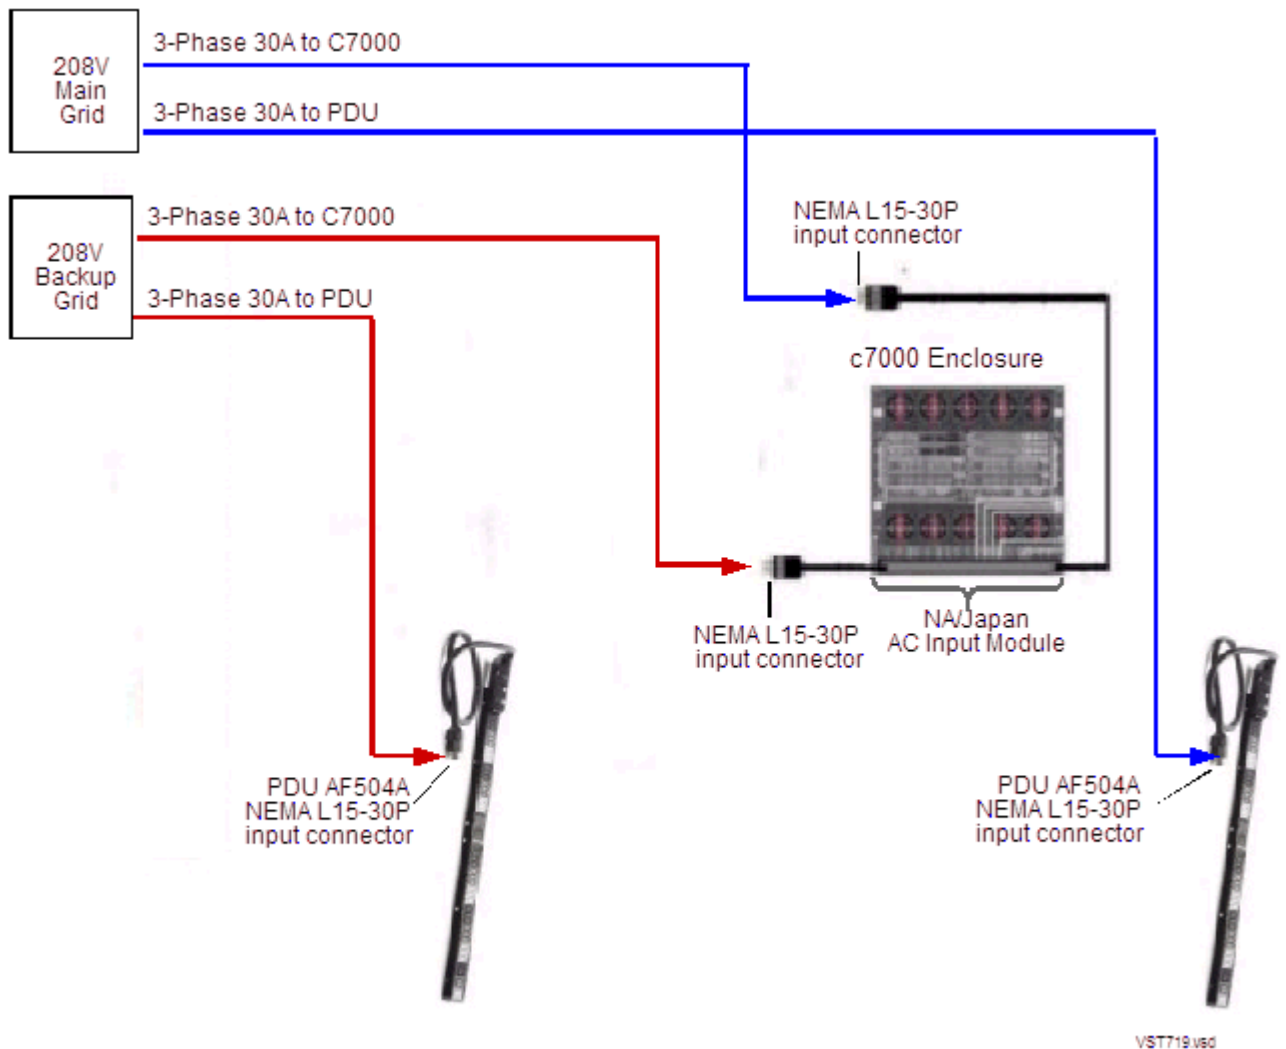 3-Phase 30A to C7000
208V
Main
Grid
3-Phase 30A to PDU
3-Phase 30A to C7000
208V
Backup
Grid
3-Phase 30A to PDU
NEMA L15-30P
input connector
c7000 Enclosure
NEMA L15-30P
input connector
NA/Japan
AC Input Module
PDU AF504A
NEMA L15-30P
input connector
PDU AF504A
NEMA L15-30P
input connector
VST719.vsd